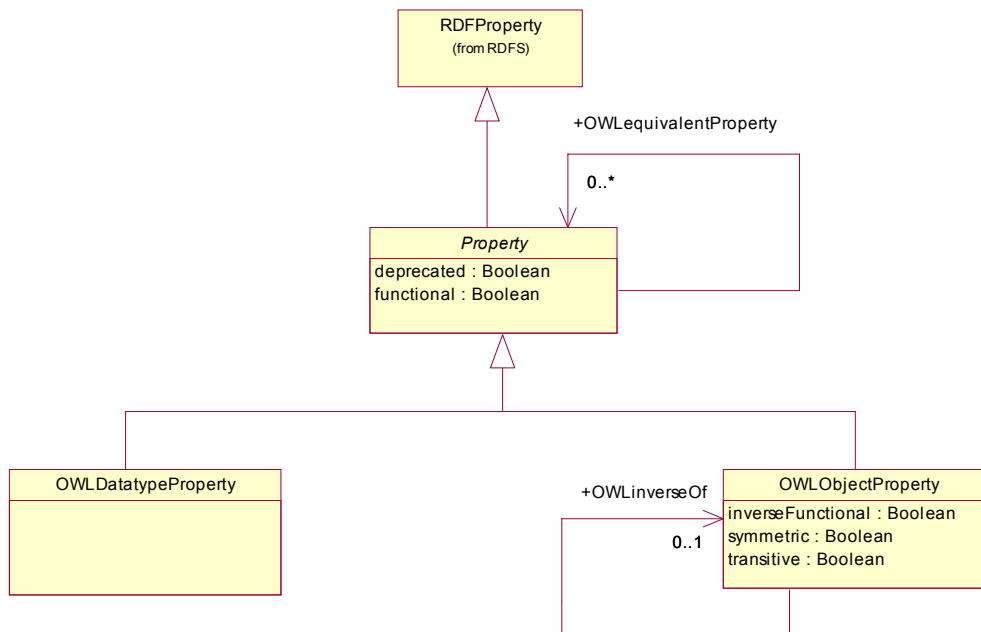 RDFProperty
(from RDFS)
+OWLequivalentProperty
0..*
Property
deprecated : Boolean
functional : Boolean
OWLDatatypeProperty
+OWLinverseOf
0..1
OWLObjectProperty
inverseFunctional : Boolean
symmetric : Boolean
transitive : Boolean